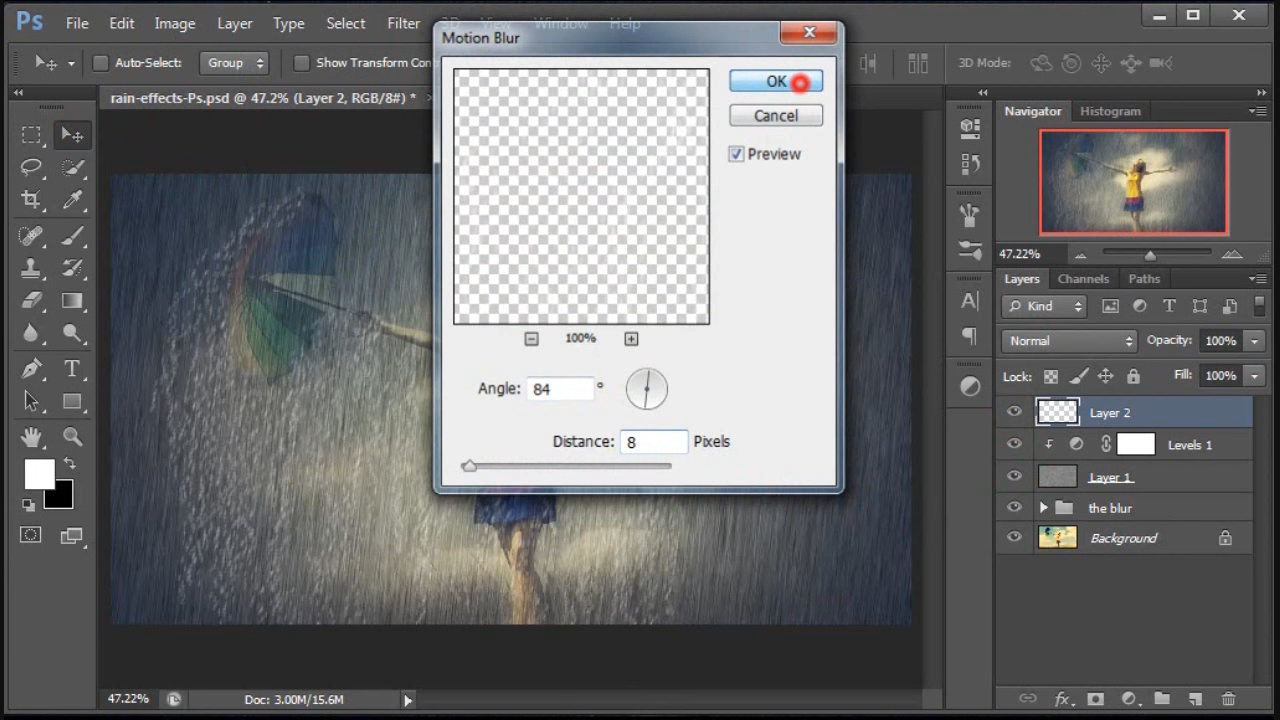 Ps File Edit Image Layer Type Select Filter 3D View Window Help
Motion Blur
Auto-Select: Group Show Transform Con 3D Mode:
rain-effects-Ps.psd @ 47.2% (Layer 2, RGB/8#) *
OK
Cancel
Preview
100%
Angle: 84 °
Distance: 8 Pixels
Navigator Histogram
47.22%
Layers Channels Paths
Kind
Normal Opacity: 100%
Lock: Fill: 100%
Layer 2
Levels 1
Layer 1
the blur
Background
47.22% Doc: 3.00M/15.6M